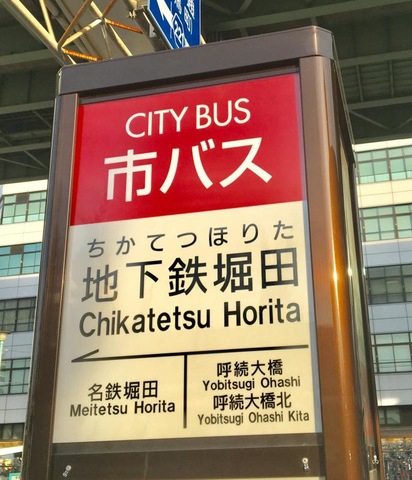 CITY BUS
市バス
ちかてつほりた
地下鉄堀田
Chikatetsu Horita
名鉄堀田
Meitetsu Horita
呼続大橋
Yobitsugi Ohashi
呼続大橋北
Yobitsugi Ohashi Kita